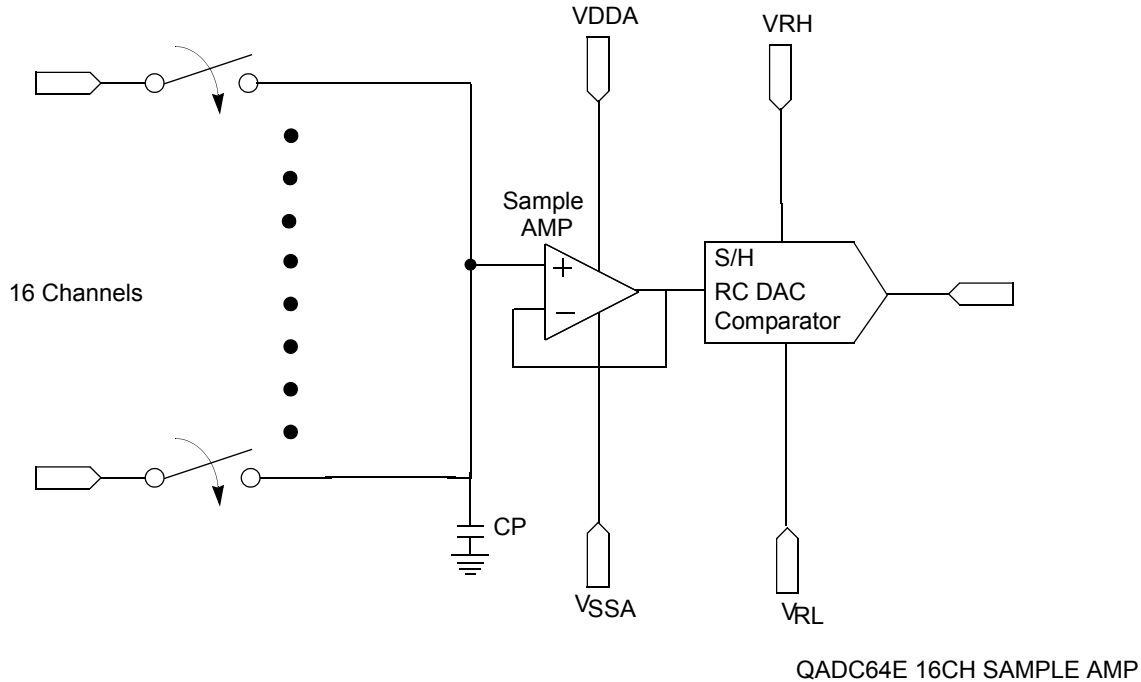 VDDA
VRH
Sample
AMP
+
−
S/H
RC DAC
Comparator
16 Channels
CP
VSSA
VRL
QADC64E 16CH SAMPLE AMP